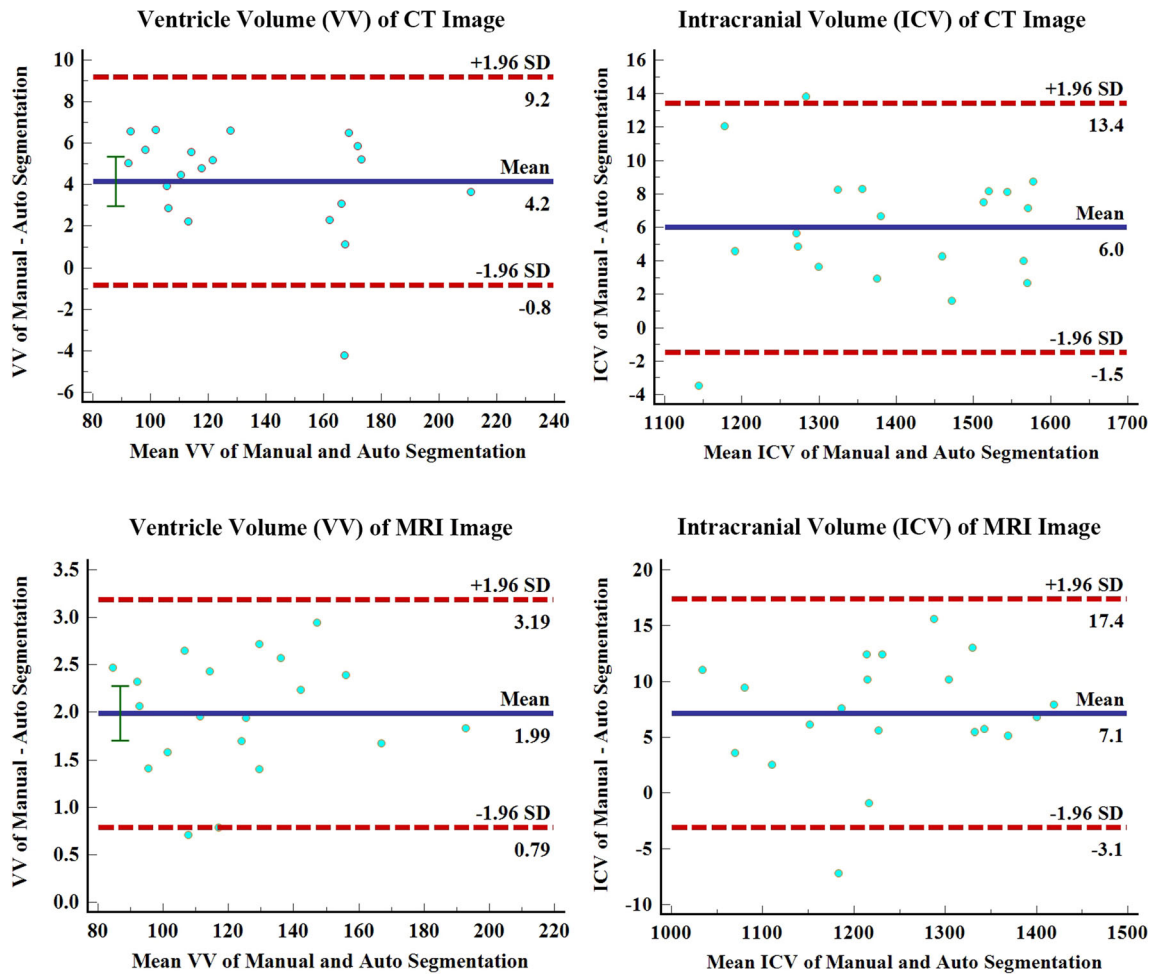 Ventricle Volume (VV) of CT Image
VV of Manual - Auto Segmentation
10
8
6
4
2
0
-2
-4
-6
+1.96 SD
9.2
Mean
4.2
-1.96 SD
-0.8
80 100 120 140 160 180 200 220 240
Mean VV of Manual and Auto Segmentation
Intracranial Volume (ICV) of CT Image
ICV of Manual - Auto Segmentation
16
14
12
10
8
6
4
2
0
-2
-4
+1.96 SD
13.4
Mean
6.0
-1.96 SD
-1.5
1100 1200 1300 1400 1500 1600 1700
Mean ICV of Manual and Auto Segmentation
Ventricle Volume (VV) of MRI Image
VV of Manual - Auto Segmentation
3.5
3.0
2.5
2.0
1.5
1.0
0.5
0.0
+1.96 SD
3.19
Mean
1.99
-1.96 SD
0.79
80 100 120 140 160 180 200 220
Mean VV of Manual and Auto Segmentation
Intracranial Volume (ICV) of MRI Image
ICV of Manual - Auto Segmentation
20
15
10
5
0
-5
-10
+1.96 SD
17.4
Mean
7.1
-1.96 SD
-3.1
1000 1100 1200 1300 1400 1500
Mean ICV of Manual and Auto Segmentation